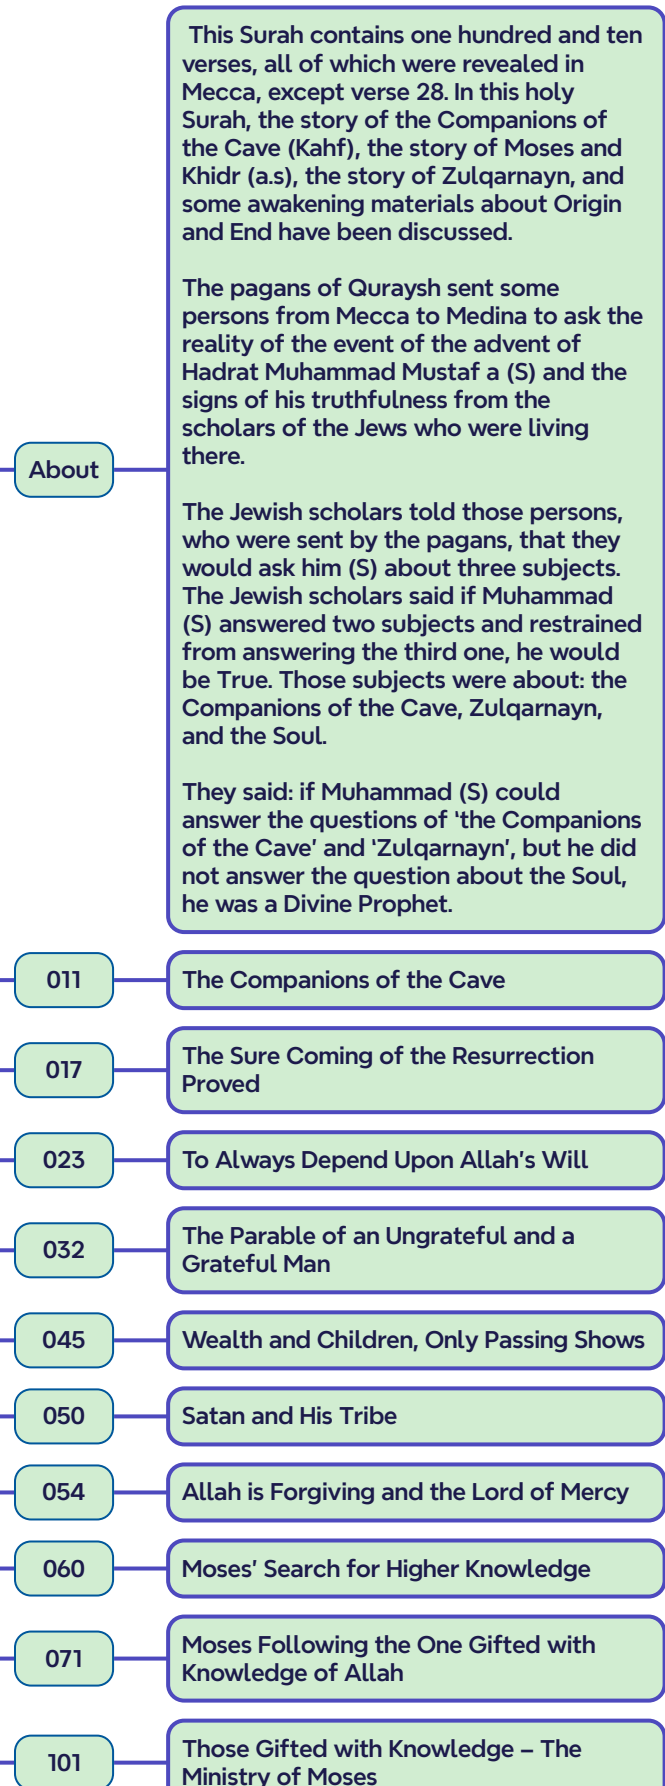 This Surah contains one hundred and ten
verses, all of which were revealed in
Mecca, except verse 28. In this holy
Surah, the story of the Companions of
the Cave (Kahf), the story of Moses and
Khidr (a.s), the story of Zulqarnayn, and
some awakening materials about Origin
and End have been discussed.
The pagans of Quraysh sent some
persons from Mecca to Medina to ask the
reality of the event of the advent of
Hadrat Muhammad Mustaf a (S) and the
signs of his truthfulness from the
scholars of the Jews who were living
there.
About
The Jewish scholars told those persons,
who were sent by the pagans, that they
would ask him (S) about three subjects.
The Jewish scholars said if Muhammad
(S) answered two subjects and restrained
from answering the third one, he would
be True. Those subjects were about: the
Companions of the Cave, Zulqarnayn,
and the Soul.
They said: if Muhammad (S) could
answer the questions of ‘the Companions
of the Cave’ and ‘Zulqarnayn’, but he did
not answer the question about the Soul,
he was a Divine Prophet.
011 The Companions of the Cave
017 The Sure Coming of the Resurrection
Proved
023 To Always Depend Upon Allah’s Will
032 The Parable of an Ungrateful and a
Grateful Man
045 Wealth and Children, Only Passing Shows
050 Satan and His Tribe
054 Allah is Forgiving and the Lord of Mercy
060 Moses’ Search for Higher Knowledge
071 Moses Following the One Gifted with
Knowledge of Allah
101 Those Gifted with Knowledge – The
Ministry of Moses